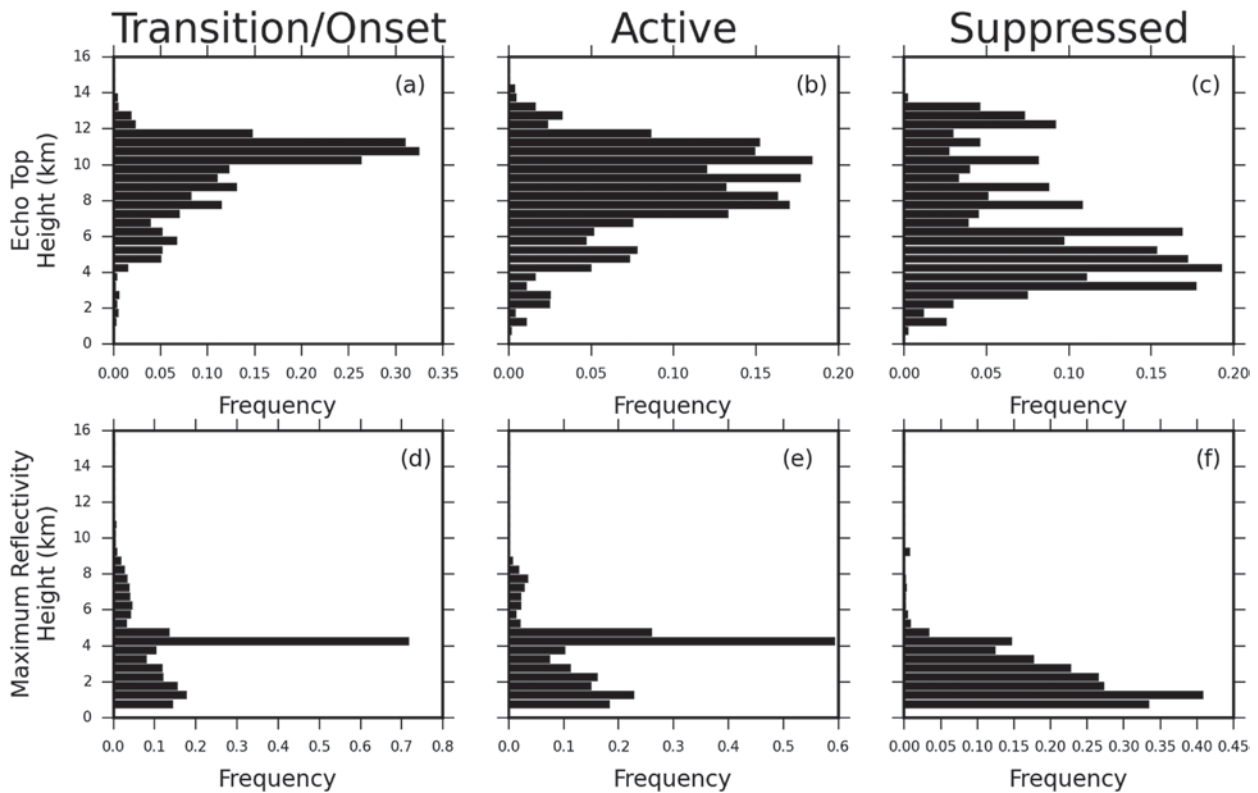 Transition/Onset
Active
Suppressed
Echo Top
Height (km)
16
14
12
10
8
6
4
2
0
(a)
(b)
(c)
0.00 0.05 0.10 0.15 0.20 0.25 0.30 0.35
0.00 0.05 0.10 0.15 0.20
0.00 0.05 0.10 0.15 0.20
Frequency
Frequency
Frequency
Maximum Reflectivity
Height (km)
16
14
12
10
8
6
4
2
0
(d)
(e)
(f)
0.0 0.1 0.2 0.3 0.4 0.5 0.6 0.7 0.8
0.0 0.1 0.2 0.3 0.4 0.5 0.6
0.00 0.05 0.10 0.15 0.20 0.25 0.30 0.35 0.40 0.45
Frequency
Frequency
Frequency